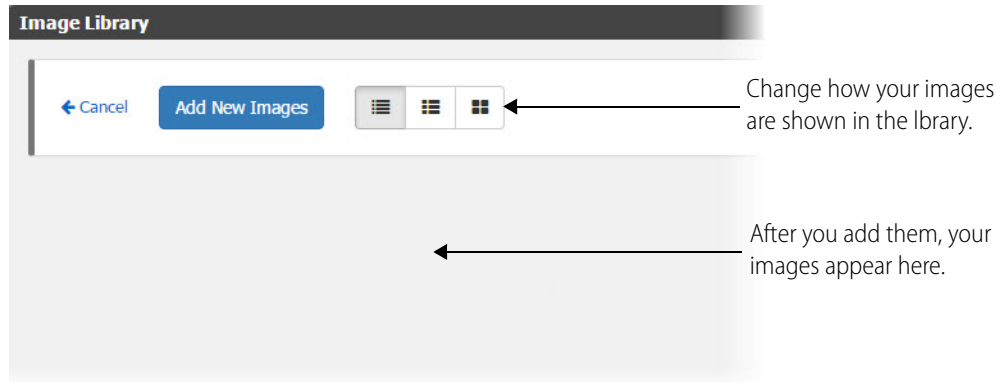 Image Library
Cancel
Add New Images
Change how your images
are shown in the lbrary.
After you add them, your
images appear here.